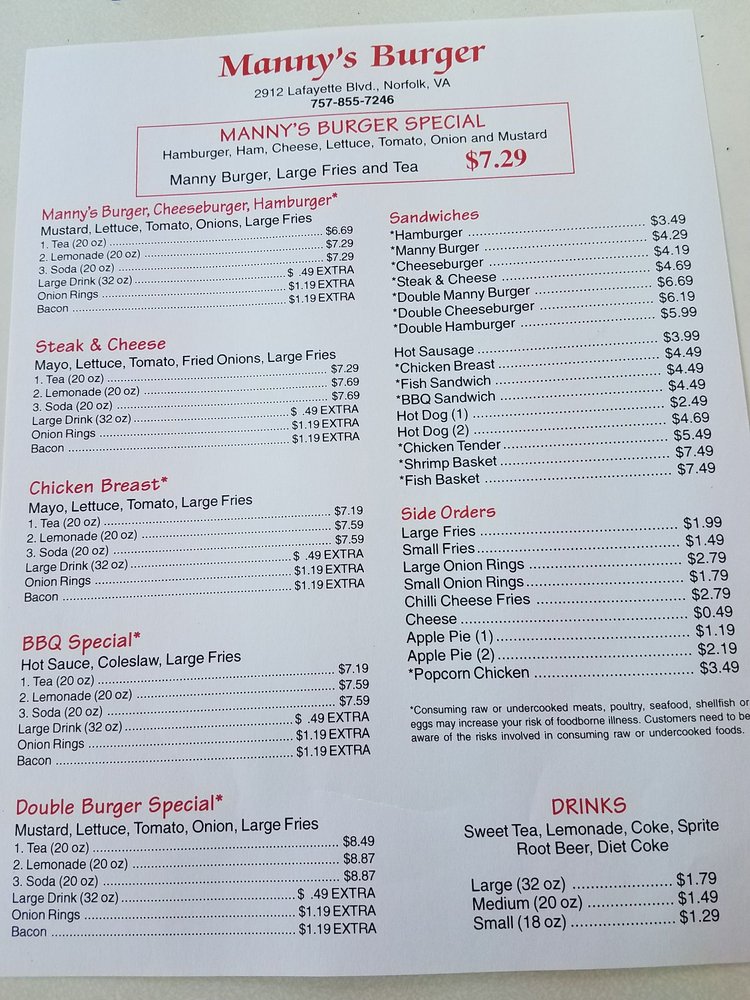 Manny's Burger
2912 Lafayette Blvd., Norfolk, VA
757-855-7246
MANNY'S BURGER SPECIAL
Hamburger, Ham, Cheese, Lettuce, Tomato, Onion and Mustard
Manny Burger, Large Fries and Tea $7.29
Manny's Burger, Cheeseburger, Hamburger*
Mustard, Lettuce, Tomato, Onions, Large Fries
1. Tea (20 oz) $6.69
2. Lemonade (20 oz) $7.29
3. Soda (20 oz) $7.29
Large Drink (32 oz) $ .49 EXTRA
Onion Rings $1.19 EXTRA
Bacon $1.19 EXTRA
Steak & Cheese
Mayo, Lettuce, Tomato, Fried Onions, Large Fries
1. Tea (20 oz) $7.29
2. Lemonade (20 oz) $7.69
3. Soda (20 oz) $7.69
Large Drink (32 oz) $ .49 EXTRA
Onion Rings $1.19 EXTRA
Bacon $1.19 EXTRA
Chicken Breast*
Mayo, Lettuce, Tomato, Large Fries
1. Tea (20 oz) $7.19
2. Lemonade (20 oz) $7.59
3. Soda (20 oz) $7.59
Large Drink (32 oz) $ .49 EXTRA
Onion Rings $1.19 EXTRA
Bacon $1.19 EXTRA
BBQ Special*
Hot Sauce, Coleslaw, Large Fries
1. Tea (20 oz) $7.19
2. Lemonade (20 oz) $7.59
3. Soda (20 oz) $7.59
Large Drink (32 oz) $ .49 EXTRA
Onion Rings $1.19 EXTRA
Bacon $1.19 EXTRA
Double Burger Special*
Mustard, Lettuce, Tomato, Onion, Large Fries
1. Tea (20 oz) $8.49
2. Lemonade (20 oz) $8.87
3. Soda (20 oz) $8.87
Large Drink (32 oz) $ .49 EXTRA
Onion Rings $1.19 EXTRA
Bacon $1.19 EXTRA
Sandwiches
*Hamburger $3.49
*Manny Burger $4.29
*Cheeseburger $4.19
*Steak & Cheese $4.69
*Double Manny Burger $6.69
*Double Cheeseburger $6.19
*Double Hamburger $5.99
Hot Sausage $3.99
*Chicken Breast $4.49
*Fish Sandwich $4.49
*BBQ Sandwich $4.49
Hot Dog (1) $2.49
Hot Dog (2) $4.69
*Chicken Tender $5.49
*Shrimp Basket $7.49
*Fish Basket $7.49
Side Orders
Large Fries $1.99
Small Fries $1.49
Large Onion Rings $2.79
Small Onion Rings $1.79
Chilli Cheese Fries $2.79
Cheese $0.49
Apple Pie (1) $1.19
Apple Pie (2) $2.19
*Popcorn Chicken $3.49
*Consuming raw or undercooked meats, poultry, seafood, shellfish or
eggs may increase your risk of foodborne illness. Customers need to be
aware of the risks involved in consuming raw or undercooked foods.
DRINKS
Sweet Tea, Lemonade, Coke, Sprite
Root Beer, Diet Coke
Large (32 oz) $1.79
Medium (20 oz) $1.49
Small (18 oz) $1.29